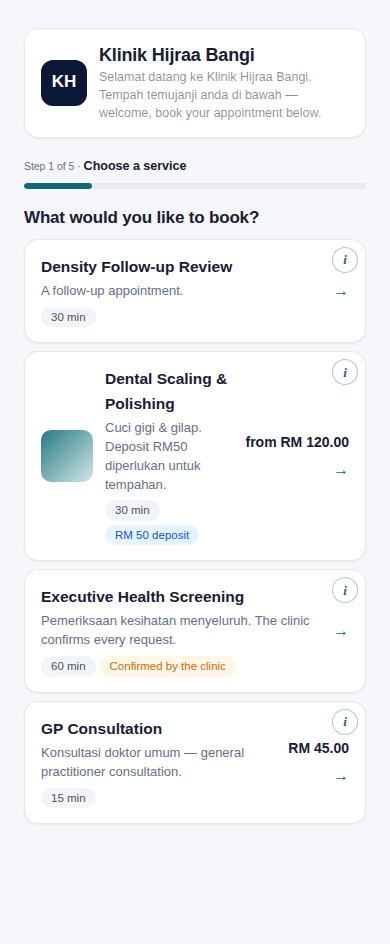 KH
Klinik Hijraa Bangi
Selamat datang ke Klinik Hijraa Bangi.
Tempah temujanji anda di bawah —
welcome, book your appointment below.
Step 1 of 5 · Choose a service
What would you like to book?
Density Follow-up Review
i
A follow-up appointment.
→
30 min
Dental Scaling &
Polishing
i
Cuci gigi & gilap.
Deposit RM50
diperlukan untuk
tempahan.
from RM 120.00
→
30 min
RM 50 deposit
Executive Health Screening
i
Pemeriksaan kesihatan menyeluruh. The clinic
confirms every request.
→
60 min Confirmed by the clinic
GP Consultation
i
Konsultasi doktor umum — general
practitioner consultation.
RM 45.00
→
15 min